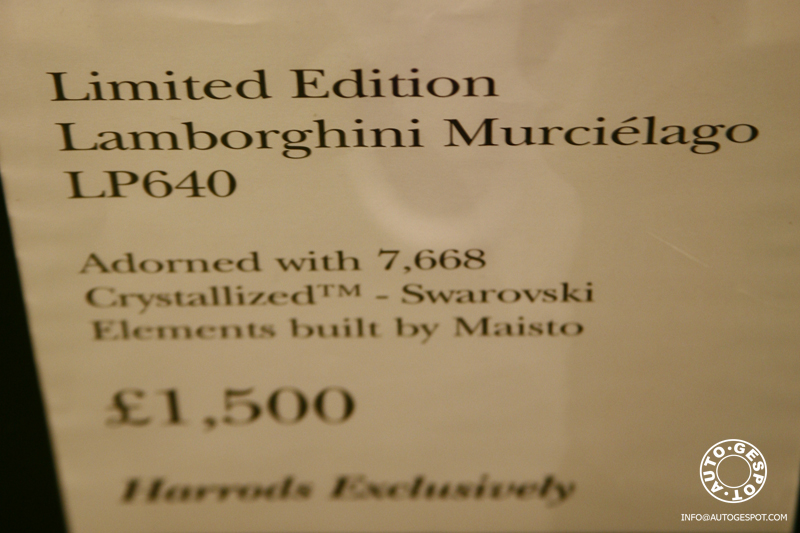 Limited Edition
Lamborghini Murciélago
LP640
Adorned with 7,668
Crystallized™ - Swarovski
Elements built by Maisto
£1,500
Harrods Exclusively
AUTO·GESPOT·
INFO@AUTOGESPOT.COM